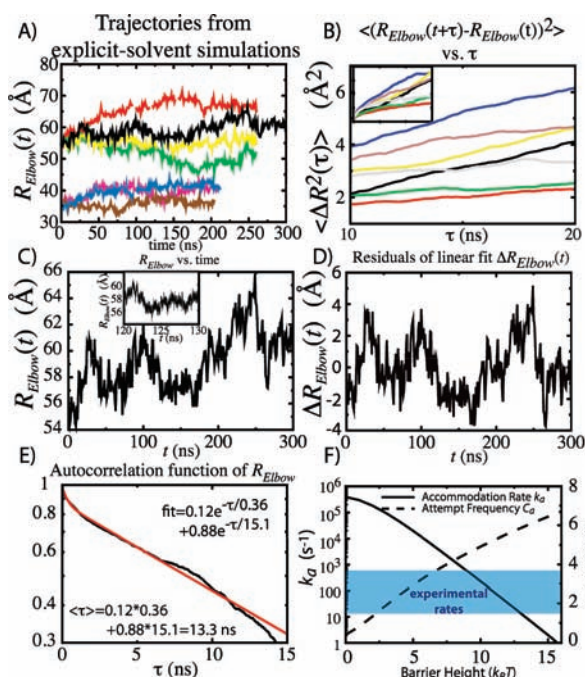 A) Trajectories from
explicit-solvent simulations
R_Elbow(t) (Å)
80
70
60
50
40
30
0 50 100 150 200 250 300
time (ns)
B) <(R_Elbow(t+τ)-R_Elbow(t))²>
vs. τ
<ΔR²(τ)> (Å²)
6
4
2
10 τ (ns) 20
C) R_Elbow vs. time
R_Elbow(t) (Å)
66
64
62
60
58
56
54
R_Elbow(t) (Å)
60
58
56
120 125 130
t (ns)
0 100 200 300
t (ns)
D) Residuals of linear fit ΔR_Elbow(t)
ΔR_Elbow(t) (Å)
6
4
2
0
-2
-4
0 100 200 300
t (ns)
E) Autocorrelation function of R_Elbow
1
0.8
0.6
0.4
0.3
fit=0.12e^-τ/0.36
+0.88e^-τ/15.1
<τ>=0.12*0.36
+0.88*15.1=13.3 ns
0 5 10 15
τ (ns)
F)
k_a (s⁻¹)
10⁶
10⁵
10⁴
10³
100
10
1
Accommodation Rate k_a
Attempt Frequency C_a
experimental
rates
8
7
6
5
4
3
2
1
0
0 5 10 15
Barrier Height (k_BT)